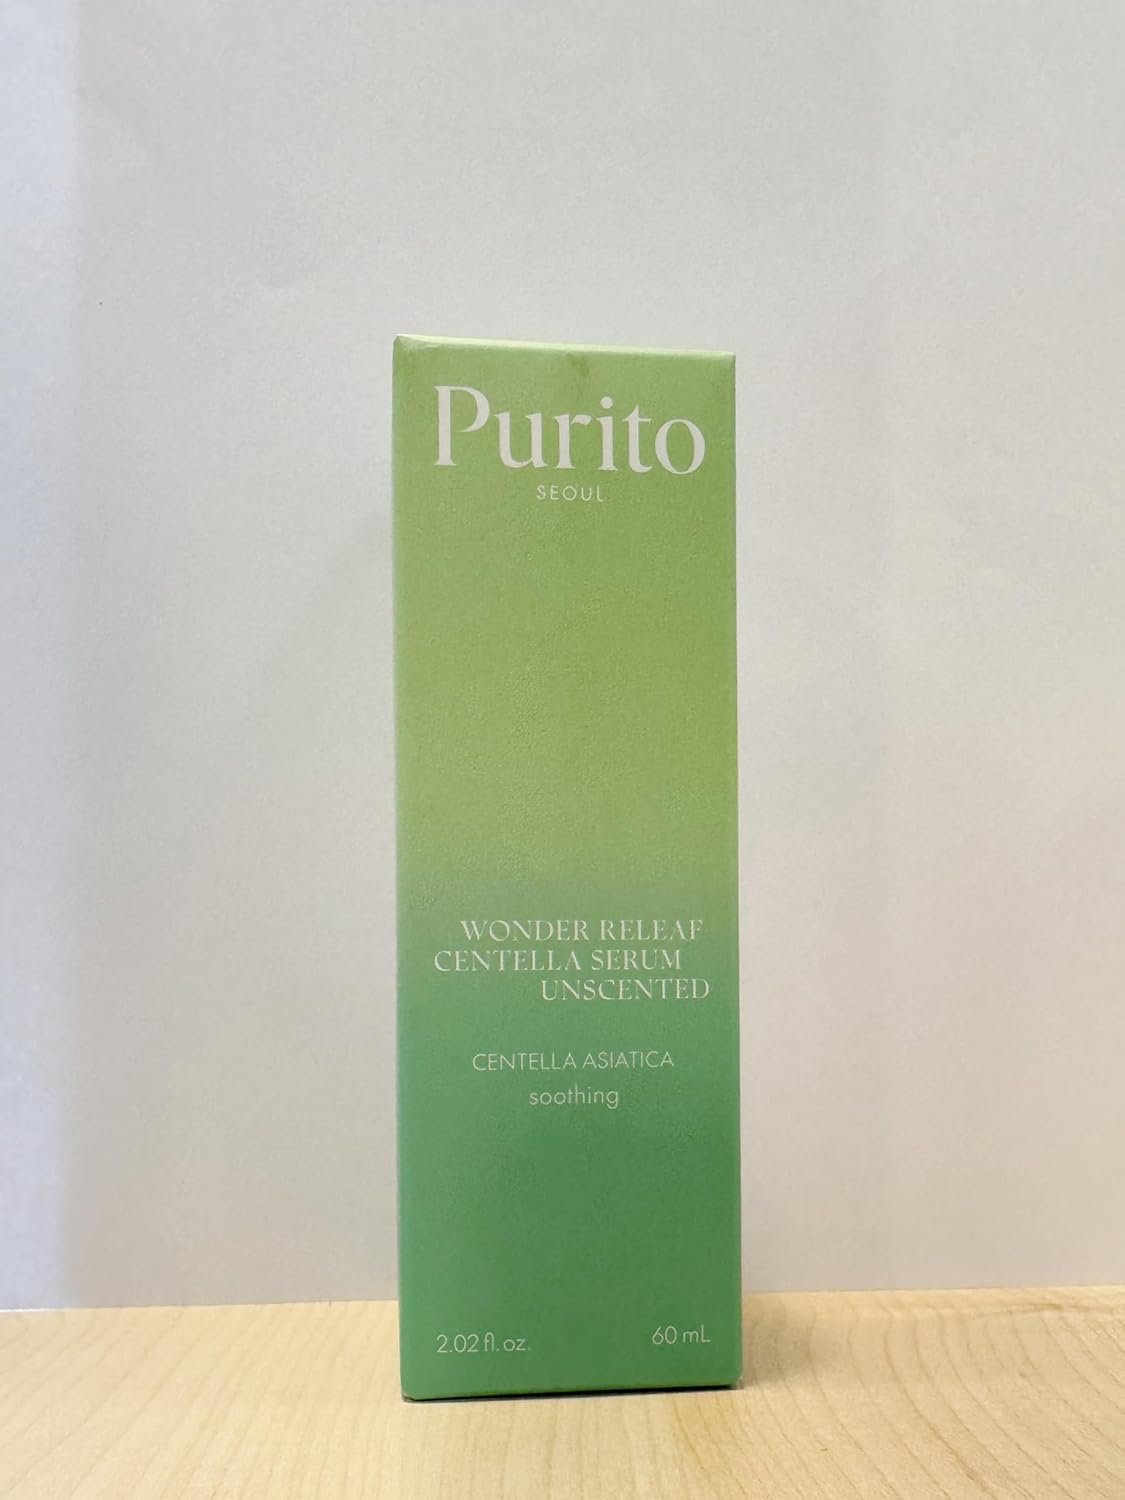 Purito
SEOUL
WONDER RELEAF
CENTELLA SERUM
UNSCENTED
CENTELLA ASIATICA
soothing
2.02 fl. oz.
60 mL